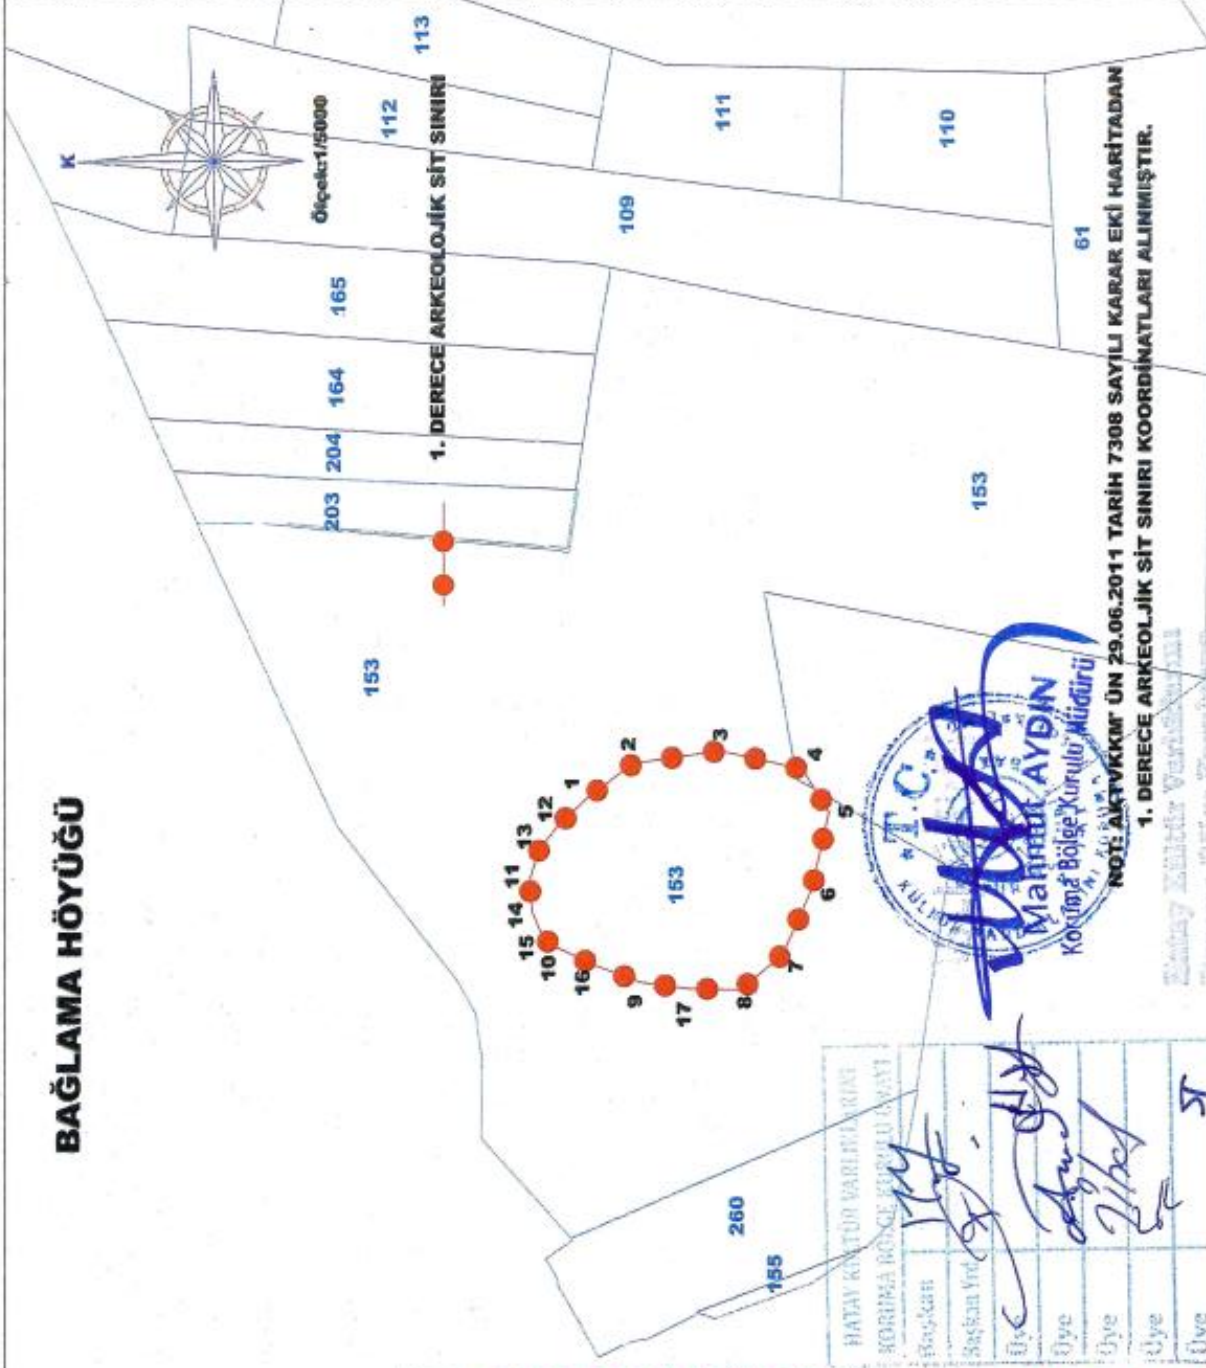 BAĞLAMA HÖYÜĞÜ
K
Ölçek:1/5000
1. DERECE ARKEOLOJİK SİT SINIRI
113
112
111
110
109
61
165
164
204
203
153
153
153
260
155
1
2
3
4
5
6
7
8
17
9
16
10
15
14
11
13
12
T.C.
Mahmut AYDIN
Koruma Bölge Kurulu Müdürü
NOT: AKTVKKM' ÜN 29.06.2011 TARİH 7308 SAYILI KARAR EKİ HARİTADAN
1. DERECE ARKEOLJİK SİT SINIRI KOORDİNATLARI ALINMIŞTIR.
HATAY KÜLTÜR VARLIKLARINI
KORUMA BÖLGE KURULU
Başkan
Başkan Yrd.
Üye
Üye
Üye
Üye
Üye
Hatay Kültür Varlıklarını